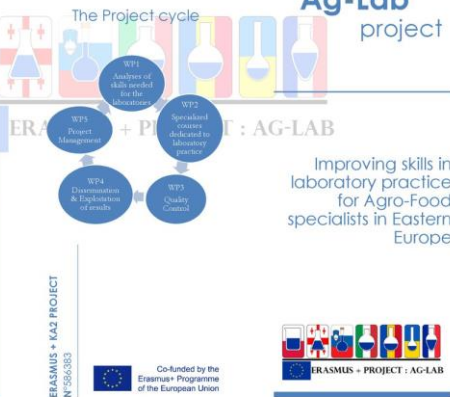 The Project cycle
WP1
Analyses of
skills needed
for the
laboratories
WP2
Specialized
courses
dedicated to
laboratory
practice
WP3
Quality
Control
WP4
Dissemination
& Exploitation
of results
WP5
Project
Management
: AG-LAB
ERASMUS + KA2 PROJECT
N°586383
Co-funded by the
Erasmus+ Programme
of the European Union
Ag-Lab
project
Improving skills in
laboratory practice
for Agro-Food
specialists in Eastern
Europe
ERASMUS + PROJECT : AG-LAB